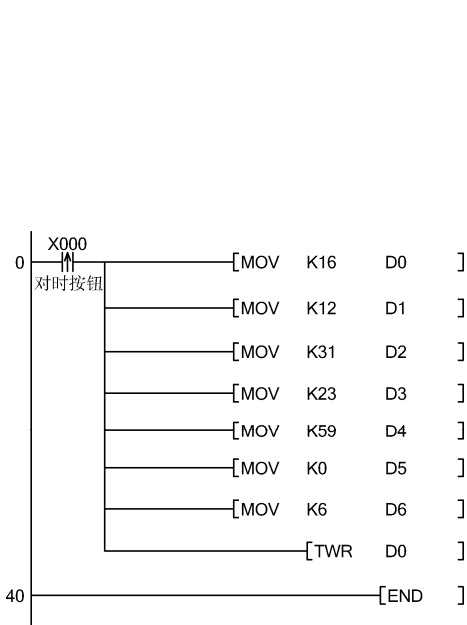 X000
0 [MOV K16 D0 ]
对时按钮
[MOV K12 D1 ]
[MOV K31 D2 ]
[MOV K23 D3 ]
[MOV K59 D4 ]
[MOV K0 D5 ]
[MOV K6 D6 ]
[TWR D0 ]
40 [END ]